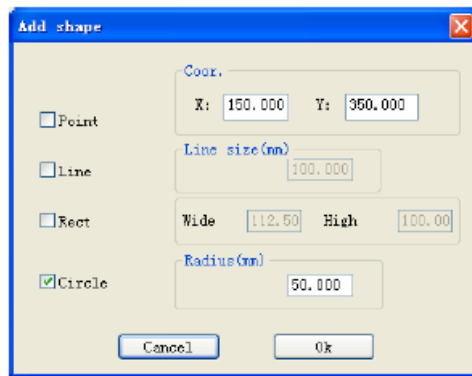 Add shape
Coor.
X: 150.000 Y: 350.000
Point
Line size(mm)
Line 100.000
Rect Wide 112.50 High 100.00
Radius(mm)
Circle 50.000
Cancel Ok